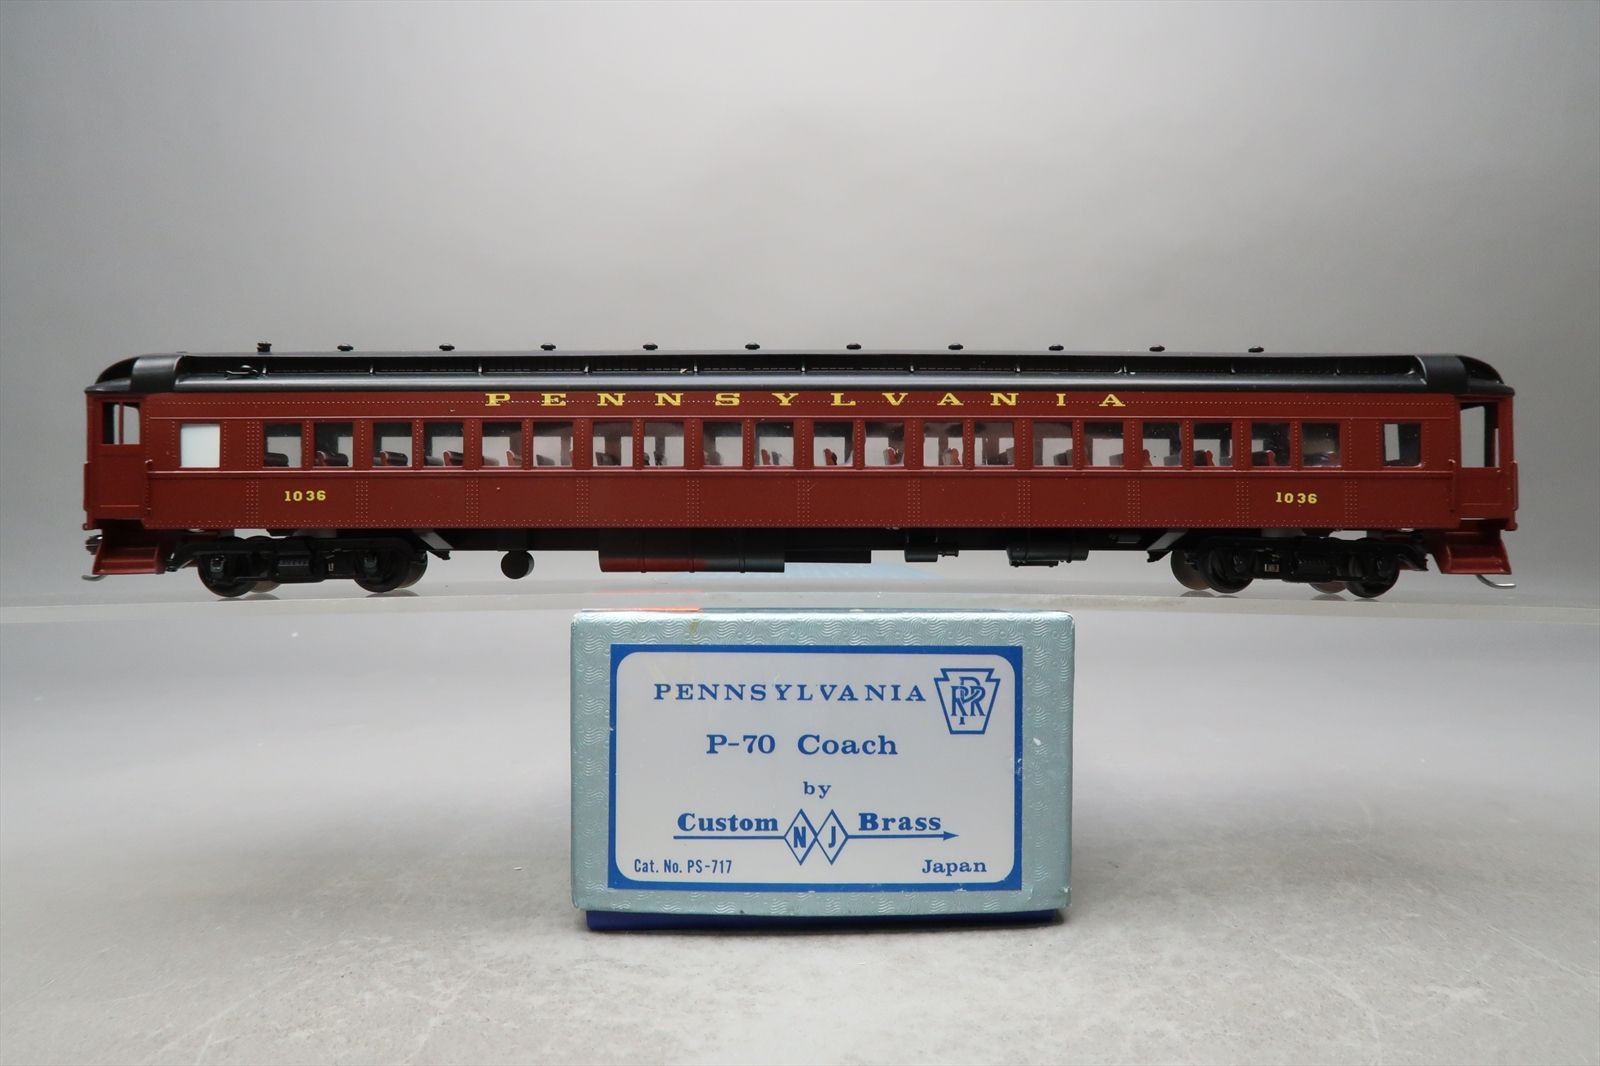 PENNSYLVANIA
1036 1036
PENNSYLVANIA PRR
P-70 Coach
by
Custom NJ Brass
Cat. No. PS-717 Japan